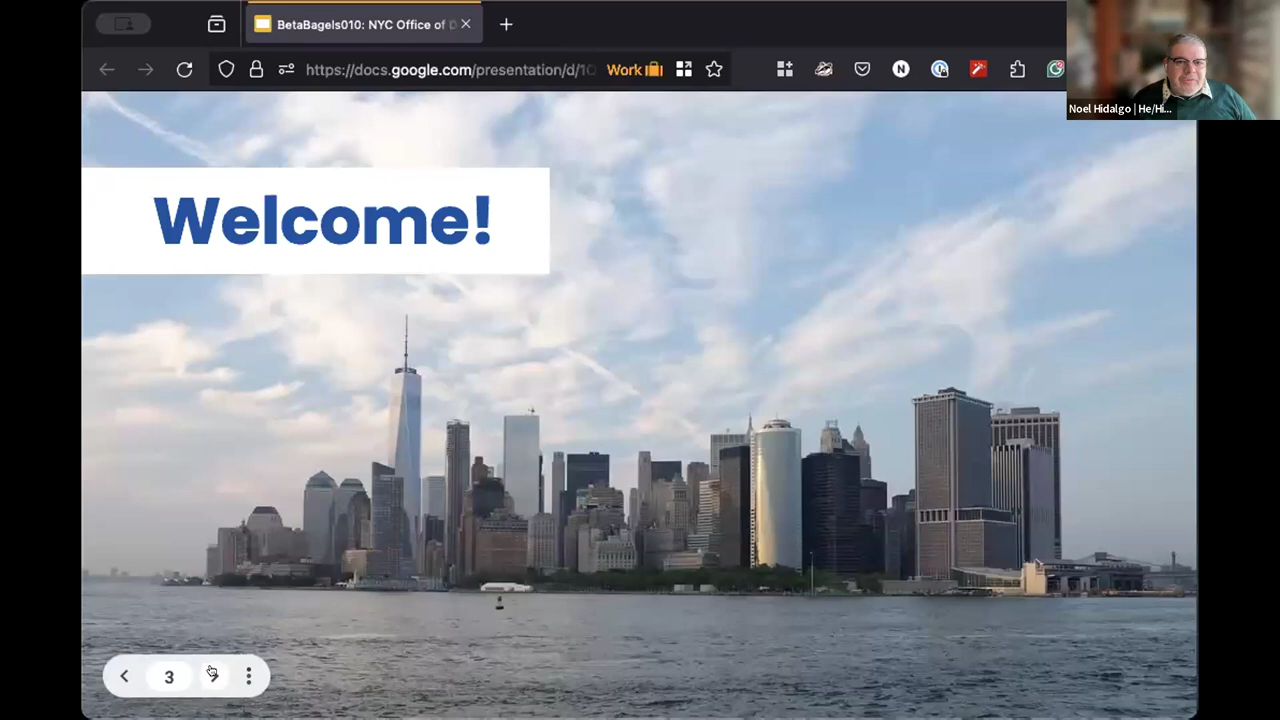 BetaBagels010: NYC Office of D
https://docs.google.com/presentation/d/1
Work
N
Noel Hidalgo | He/Hi...
Welcome!
3